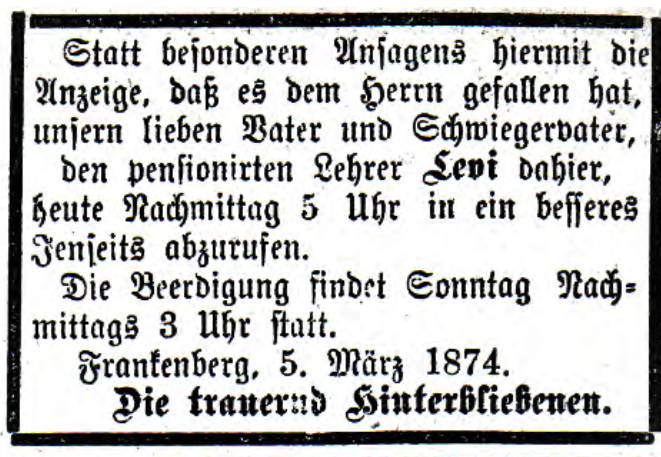 Statt besonderen Ansagens hiermit die
Anzeige, daß es dem Herrn gefallen hat,
unsern lieben Vater und Schwiegervater,
den pensionirten Lehrer Levi dahier,
heute Nachmittag 5 Uhr in ein besseres
Jenseits abzurufen.
Die Beerdigung findet Sonntag Nach-
mittags 3 Uhr statt.
Frankenberg, 5. März 1874.
Die trauernd Hinterbliebenen.